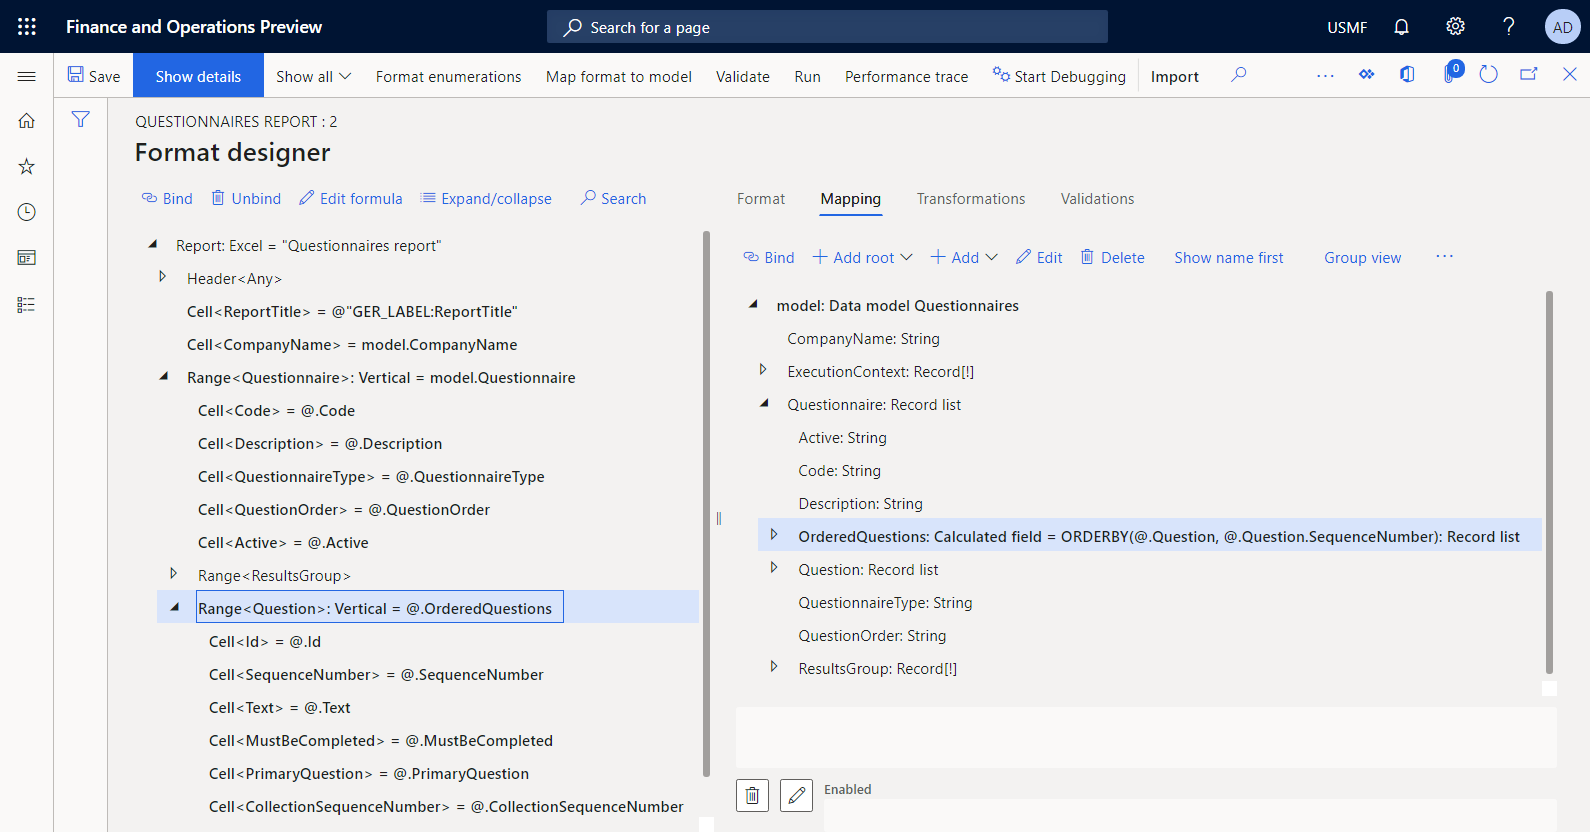 Finance and Operations Preview
Search for a page
USMF
AD
Save
Show details
Show all
Format enumerations
Map format to model
Validate
Run
Performance trace
Start Debugging
Import
0
QUESTIONNAIRES REPORT : 2
Format designer
Bind
Unbind
Edit formula
Expand/collapse
Search
Report: Excel = "Questionnaires report"
Header<Any>
Cell<ReportTitle> = @"GER_LABEL:ReportTitle"
Cell<CompanyName> = model.CompanyName
Range<Questionnaire>: Vertical = model.Questionnaire
Cell<Code> = @.Code
Cell<Description> = @.Description
Cell<QuestionnaireType> = @.QuestionnaireType
Cell<QuestionOrder> = @.QuestionOrder
Cell<Active> = @.Active
Range<ResultsGroup>
Range<Question>: Vertical = @.OrderedQuestions
Cell<Id> = @.Id
Cell<SequenceNumber> = @.SequenceNumber
Cell<Text> = @.Text
Cell<MustBeCompleted> = @.MustBeCompleted
Cell<PrimaryQuestion> = @.PrimaryQuestion
Cell<CollectionSequenceNumber> = @.CollectionSequenceNumber
Format
Mapping
Transformations
Validations
Bind
Add root
Add
Edit
Delete
Show name first
Group view
model: Data model Questionnaires
CompanyName: String
ExecutionContext: Record[!]
Questionnaire: Record list
Active: String
Code: String
Description: String
OrderedQuestions: Calculated field = ORDERBY(@.Question, @.Question.SequenceNumber): Record list
Question: Record list
QuestionnaireType: String
QuestionOrder: String
ResultsGroup: Record[!]
Enabled